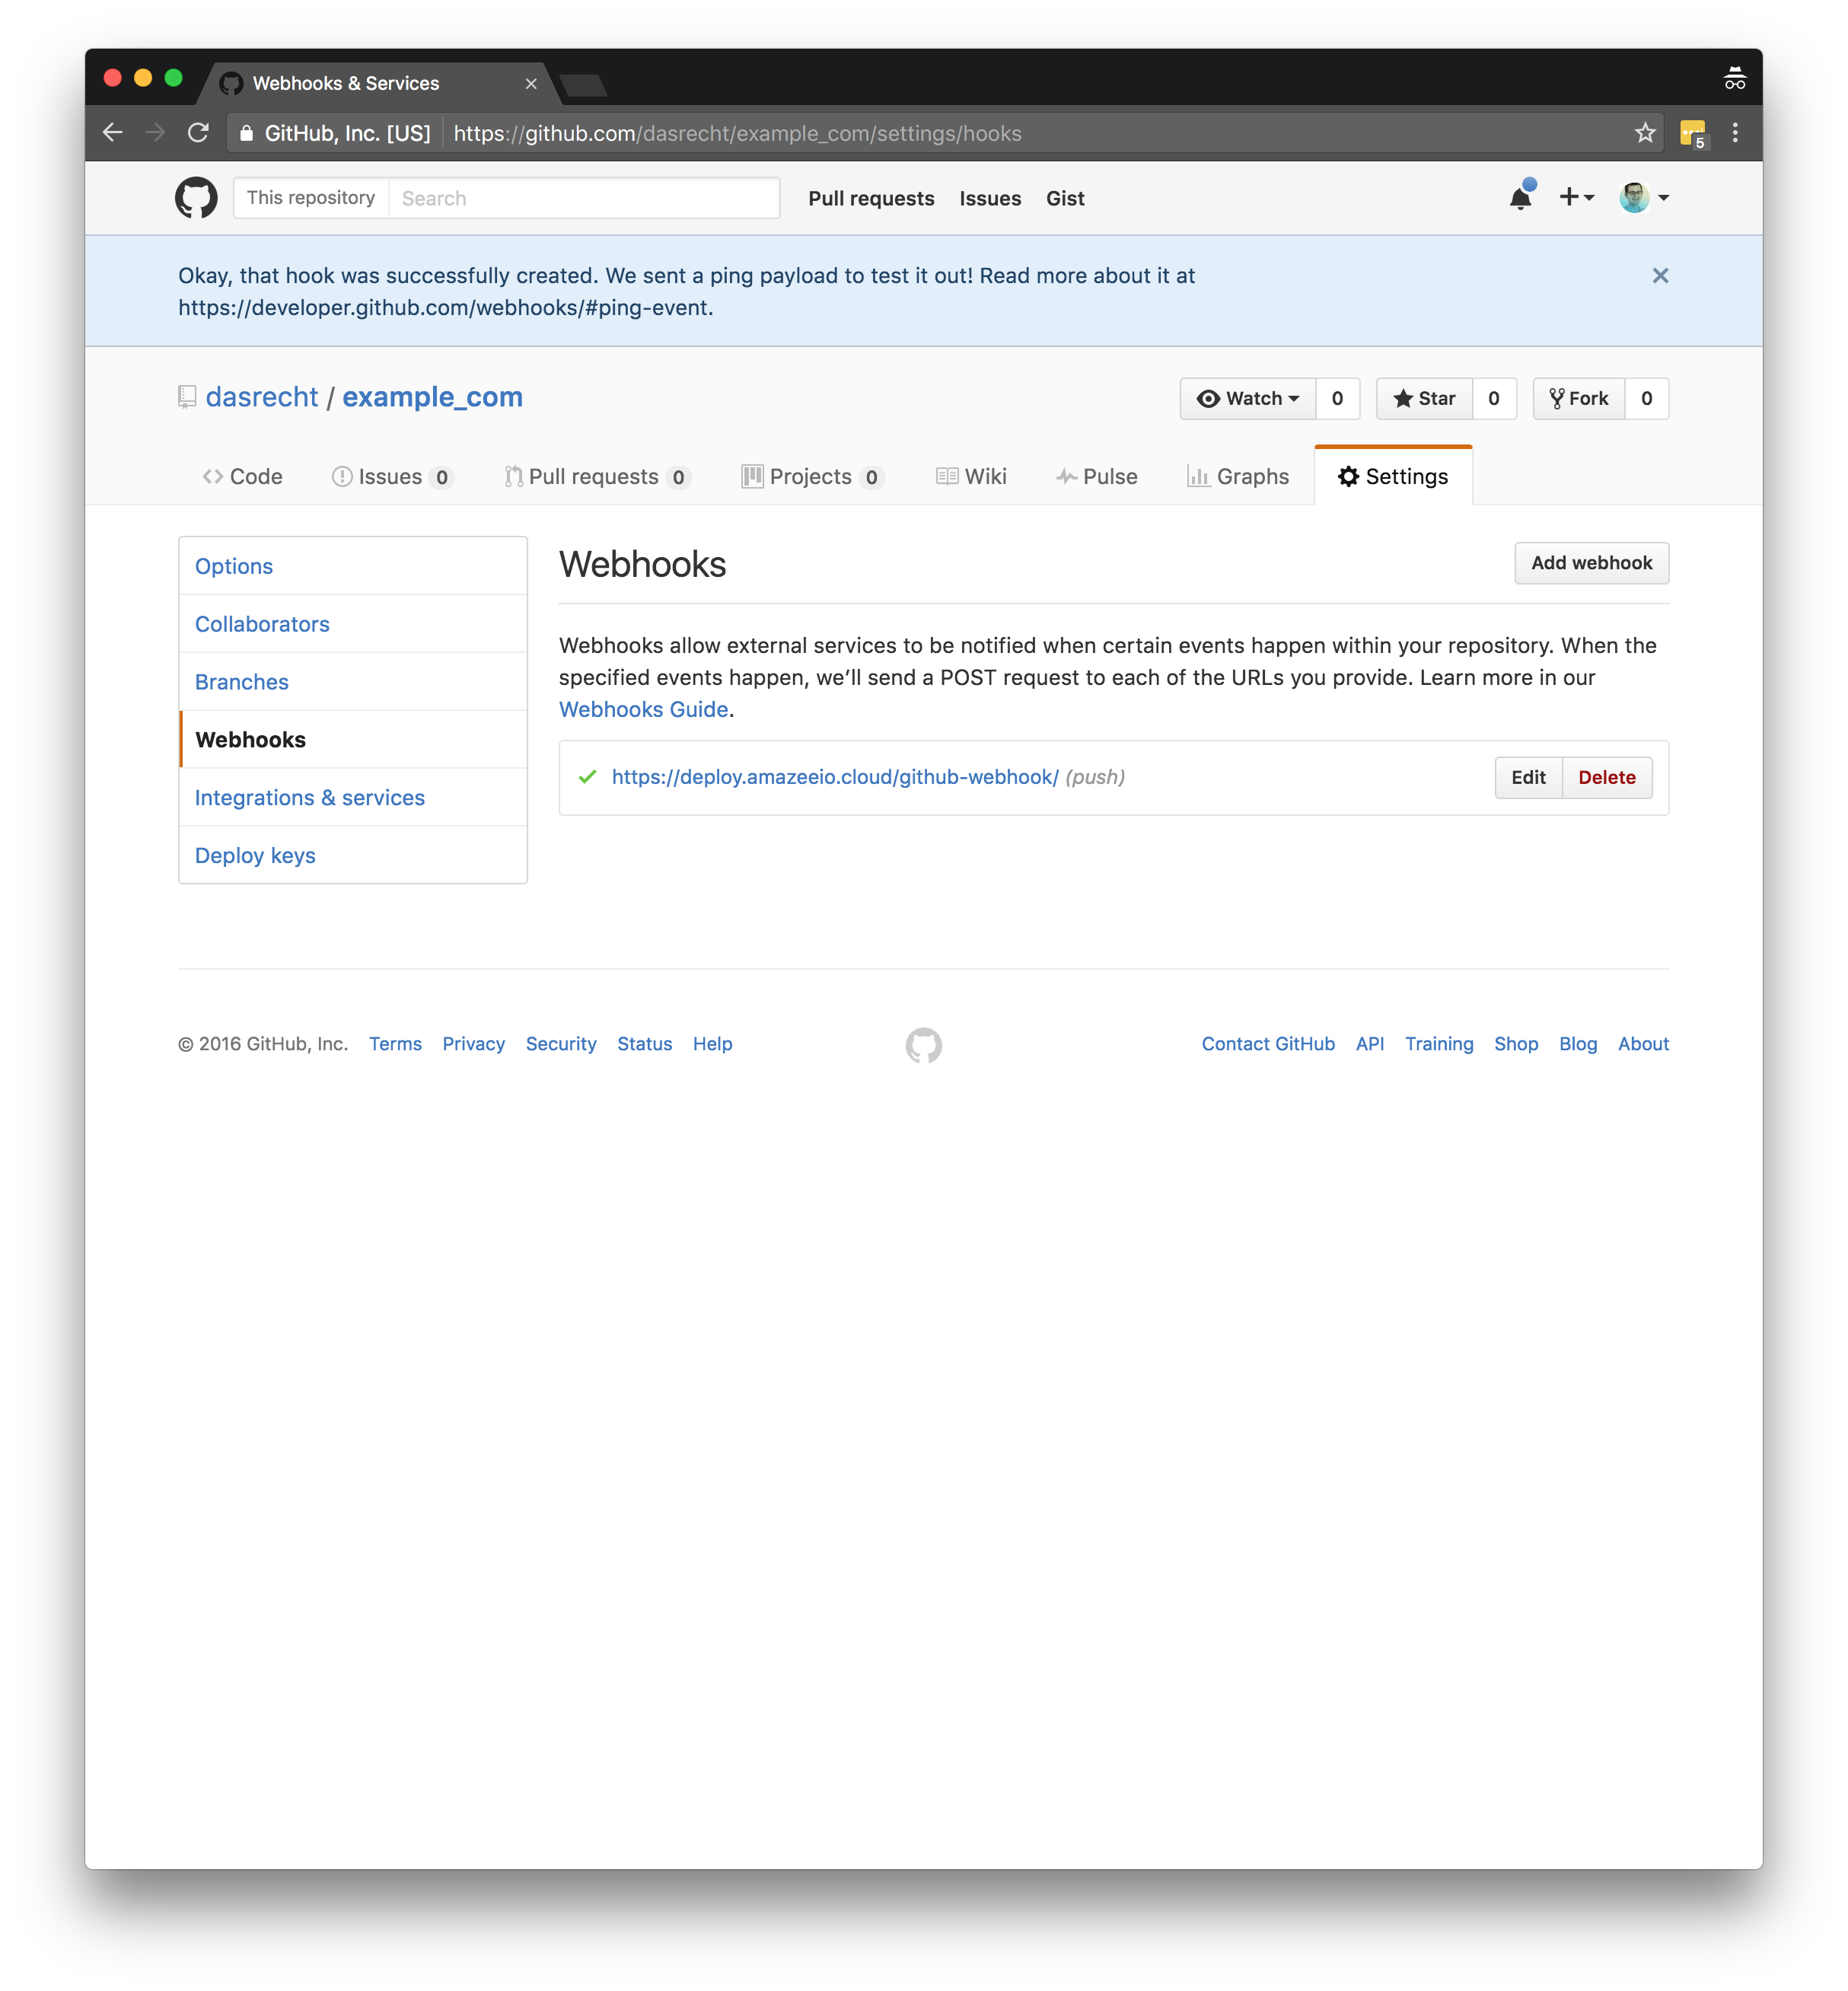 Webhooks & Services
GitHub, Inc. [US] https://github.com/dasrecht/example_com/settings/hooks
5
This repository Search Pull requests Issues Gist
Okay, that hook was successfully created. We sent a ping payload to test it out! Read more about it at
https://developer.github.com/webhooks/#ping-event.
dasrecht / example_com Watch 0 Star 0 Fork 0
Code Issues 0 Pull requests 0 Projects 0 Wiki Pulse Graphs Settings
Options
Collaborators
Branches
Webhooks
Integrations & services
Deploy keys
Webhooks Add webhook
Webhooks allow external services to be notified when certain events happen within your repository. When the
specified events happen, we’ll send a POST request to each of the URLs you provide. Learn more in our
Webhooks Guide.
https://deploy.amazeeio.cloud/github-webhook/ (push) Edit Delete
© 2016 GitHub, Inc. Terms Privacy Security Status Help Contact GitHub API Training Shop Blog About